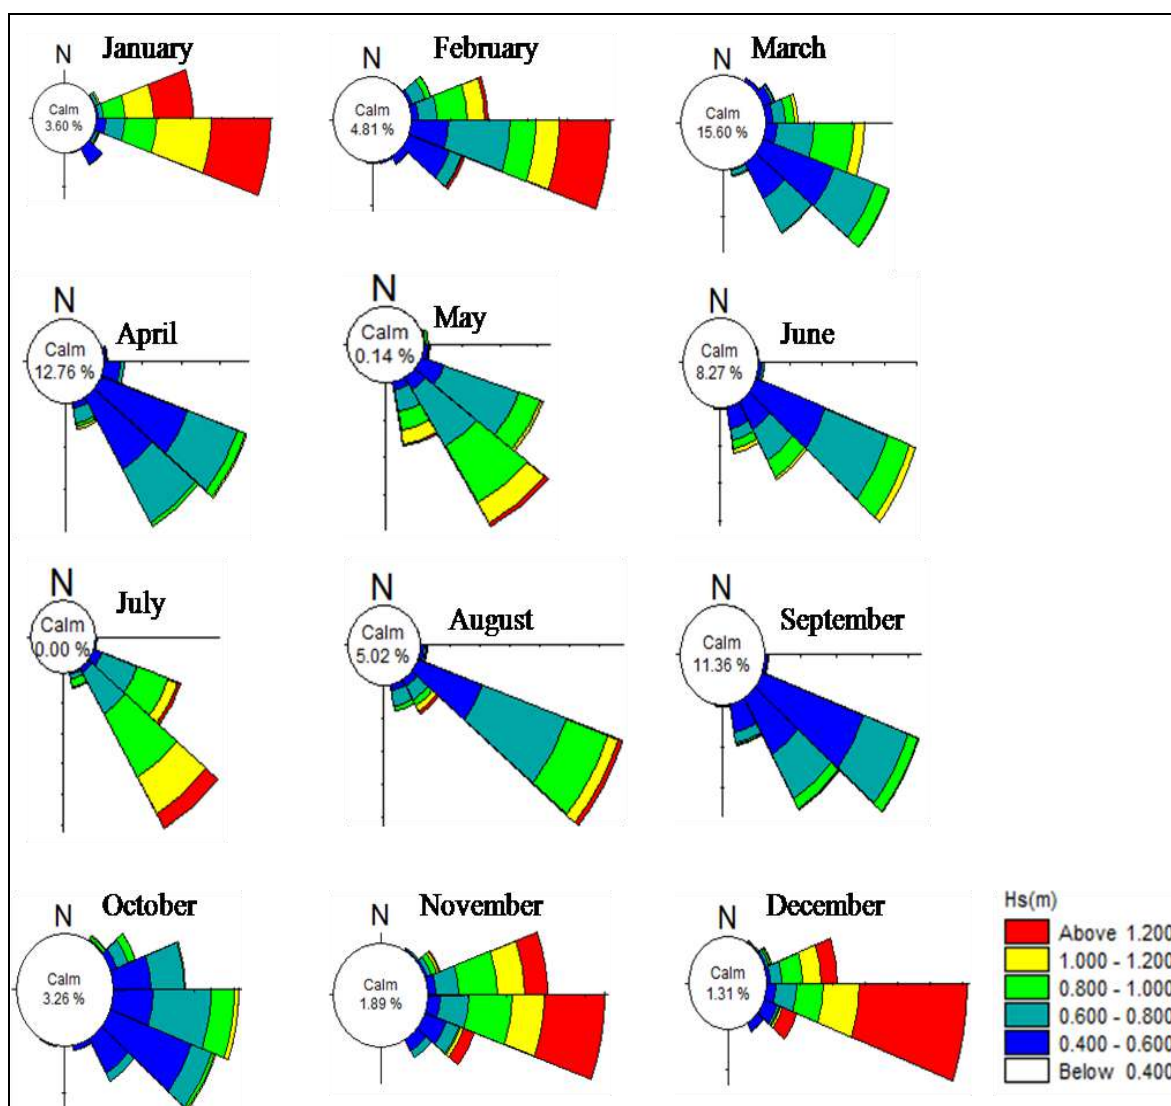 January
N
Calm
3.60 %
February
N
Calm
4.81 %
March
N
Calm
15.60 %
April
N
Calm
12.76 %
May
N
Calm
0.14 %
June
N
Calm
8.27 %
July
N
Calm
0.00 %
August
N
Calm
5.02 %
September
N
Calm
11.36 %
October
N
Calm
3.26 %
November
N
Calm
1.89 %
December
N
Calm
1.31 %
Hs(m)
Above 1.200
1.000 - 1.200
0.800 - 1.000
0.600 - 0.800
0.400 - 0.600
Below 0.400